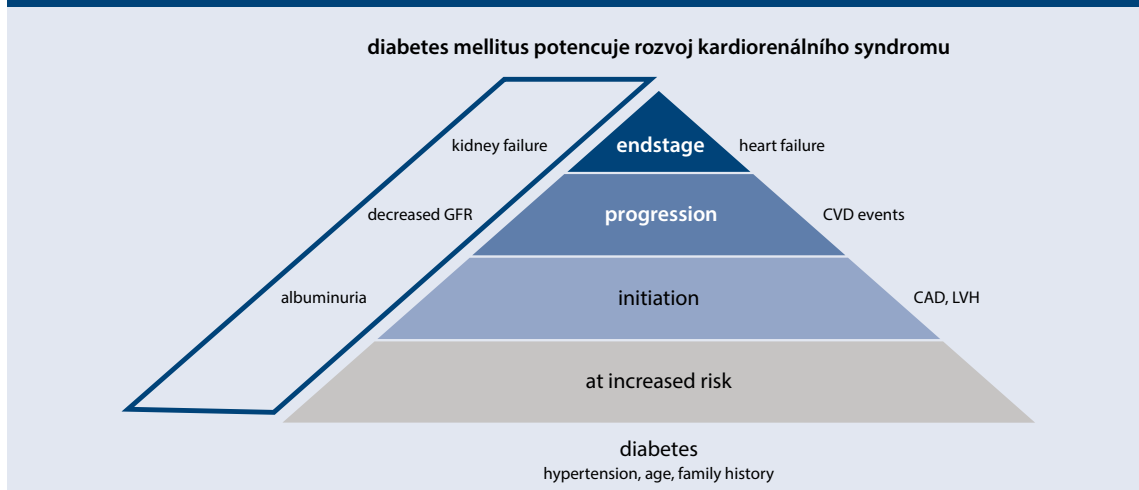 diabetes mellitus potencuje rozvoj kardiorenálního syndromu
kidney failure
endstage
heart failure
decreased GFR
progression
CVD events
albuminuria
initiation
CAD, LVH
at increased risk
diabetes
hypertension, age, family history